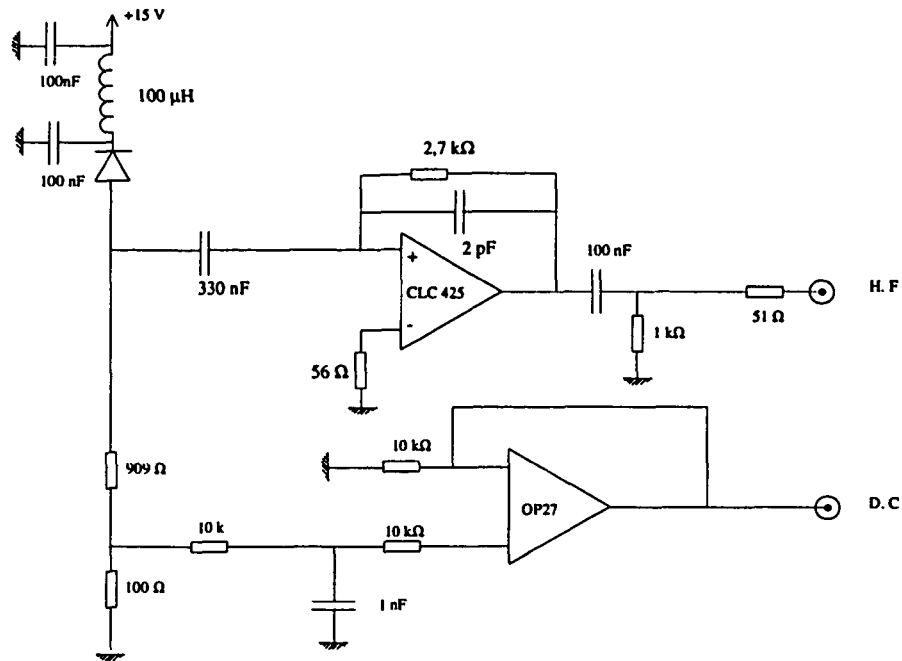 +15 V
100nF
100 µH
100 nF
2,7 kΩ
2 pF
330 nF
+
CLC 425
-
100 nF
H. F
51 Ω
1 kΩ
56 Ω
909 Ω
10 kΩ
OP27
D. C
10 k
10 kΩ
100 Ω
1 nF